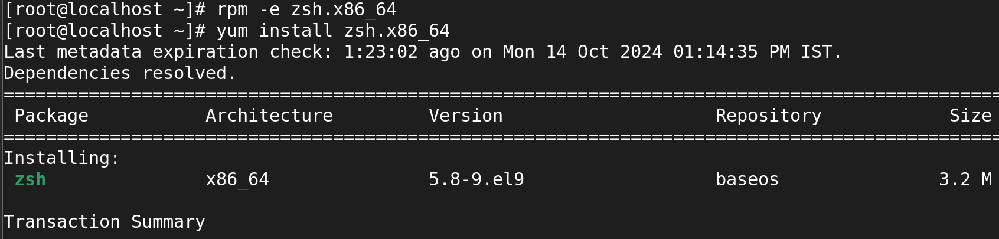 [root@localhost ~]# rpm -e zsh.x86_64
[root@localhost ~]# yum install zsh.x86_64
Last metadata expiration check: 1:23:02 ago on Mon 14 Oct 2024 01:14:35 PM IST.
Dependencies resolved.
==============================================================================================
 Package           Architecture         Version                    Repository            Size
==============================================================================================
Installing:
 zsh               x86_64               5.8-9.el9                  baseos               3.2 M

Transaction Summary